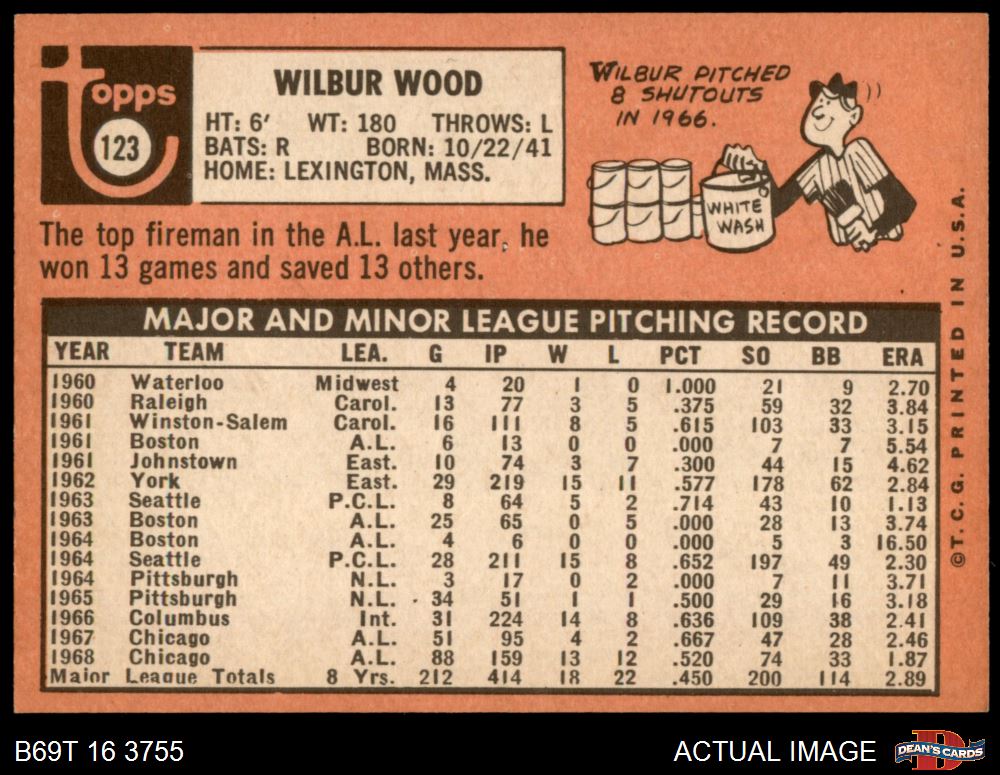 topps
123
WILBUR WOOD
HT: 6' WT: 180 THROWS: L
BATS: R BORN: 10/22/41
HOME: LEXINGTON, MASS.
WILBUR PITCHED
8 SHUTOUTS
IN 1966.
WHITE
WASH
The top fireman in the A.L. last year, he
won 13 games and saved 13 others.
MAJOR AND MINOR LEAGUE PITCHING RECORD
YEAR TEAM LEA. G IP W L PCT SO BB ERA
1960 Waterloo Midwest 4 20 1 0 1.000 21 9 2.70
1960 Raleigh Carol. 13 77 3 5 .375 59 32 3.84
1961 Winston-Salem Carol. 16 111 8 5 .615 103 33 3.15
1961 Boston A.L. 6 13 0 0 .000 7 7 5.54
1961 Johnstown East. 10 74 3 7 .300 44 15 4.62
1962 York East. 29 219 15 11 .577 178 62 2.84
1963 Seattle P.C.L. 8 64 5 2 .714 43 10 1.13
1963 Boston A.L. 25 65 0 5 .000 28 13 3.74
1964 Boston A.L. 4 6 0 0 .000 5 3 16.50
1964 Seattle P.C.L. 28 211 15 8 .652 197 49 2.30
1964 Pittsburgh N.L. 3 17 0 2 .000 7 11 3.71
1965 Pittsburgh N.L. 34 51 1 1 .500 29 16 3.18
1966 Columbus Int. 31 224 14 8 .636 109 38 2.41
1967 Chicago A.L. 51 95 4 2 .667 47 28 2.46
1968 Chicago A.L. 88 159 13 12 .520 74 33 1.87
Major League Totals 8 Yrs. 212 414 18 22 .450 200 114 2.89
©T.C.G. PRINTED IN U.S.A.
B69T 16 3755
ACTUAL IMAGE
D
DEAN'S CARDS